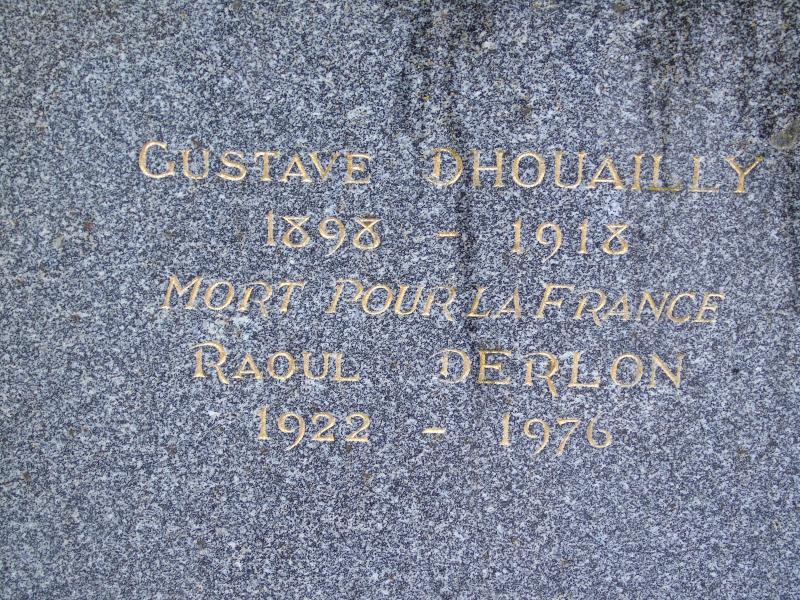 GUSTAVE DHOUAILLY
1898 - 1918
MORT POUR LA FRANCE
RAOUL DERLON
1922 - 1976